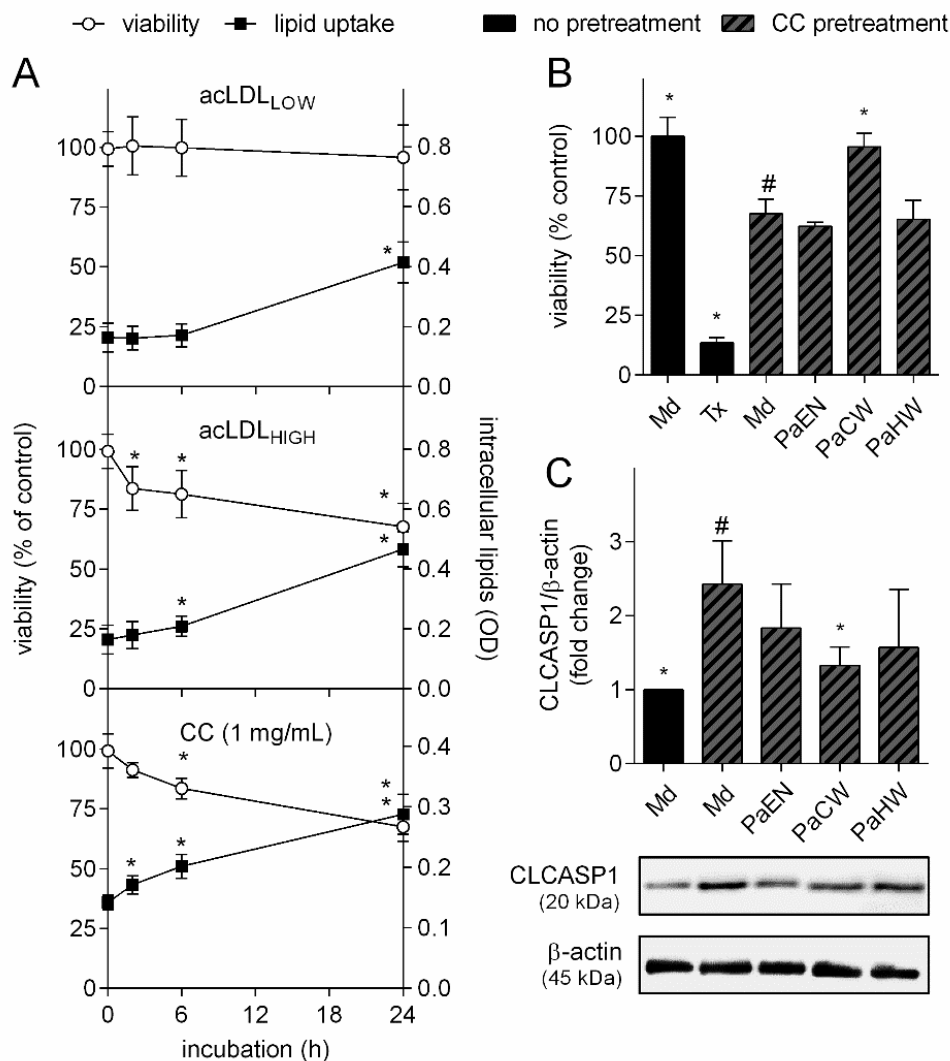 viability lipid uptake no pretreatment CC pretreatment
A
acLDLLOW
100
75
50
25
0
0.8
0.6
0.4
0.2
0.0
*
acLDLHIGH
100
75
50
25
0
0.8
0.6
0.4
0.2
0.0
* * *
*
*
CC (1 mg/mL)
100
75
50
25
0
0.4
0.3
0.2
0.1
0.0
* *
* *
*
*
0 6 12 18 24
incubation (h)
viability (% of control)
intracellular lipids (OD)
B
viability (% control)
100
75
50
25
0
* * # *
Md Tx Md PaEN PaCW PaHW
C
CLCASP1/β-actin
(fold change)
3
2
1
0
* # *
Md Md PaEN PaCW PaHW
CLCASP1
(20 kDa)
β-actin
(45 kDa)